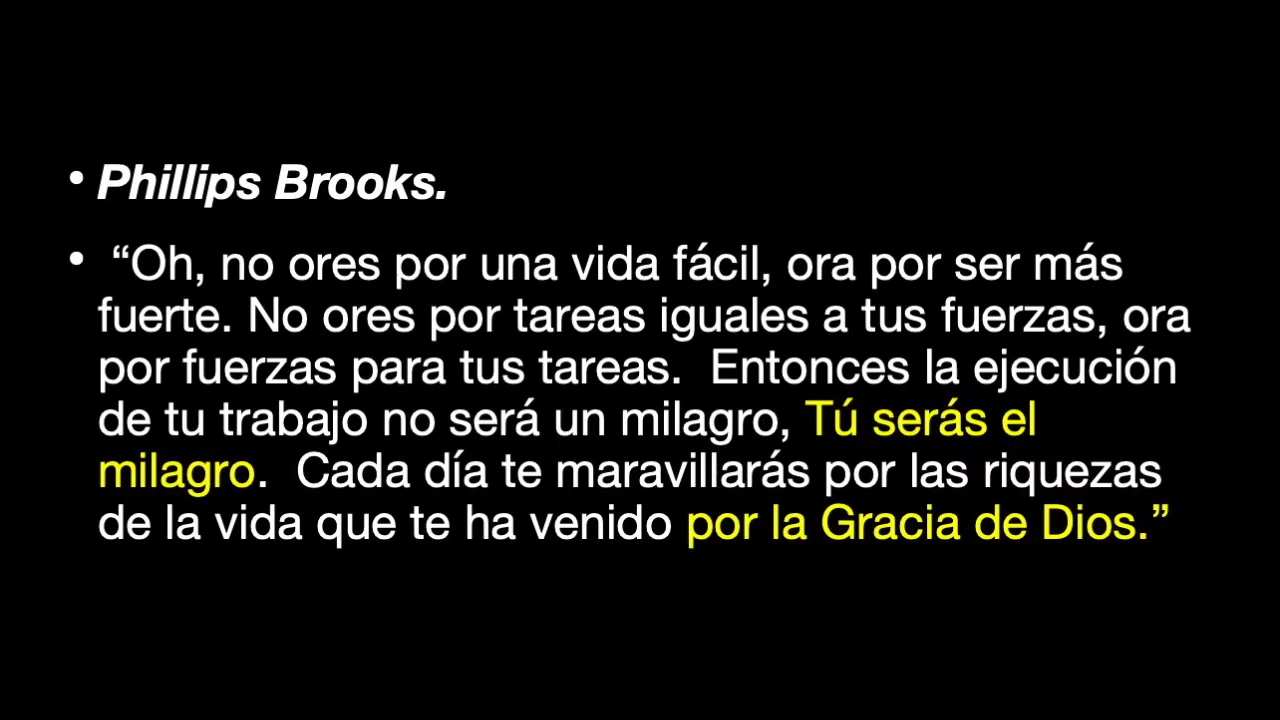 • Phillips Brooks.
• “Oh, no ores por una vida fácil, ora por ser más
fuerte. No ores por tareas iguales a tus fuerzas, ora
por fuerzas para tus tareas.  Entonces la ejecución
de tu trabajo no será un milagro, Tú serás el
milagro.  Cada día te maravillarás por las riquezas
de la vida que te ha venido por la Gracia de Dios.”